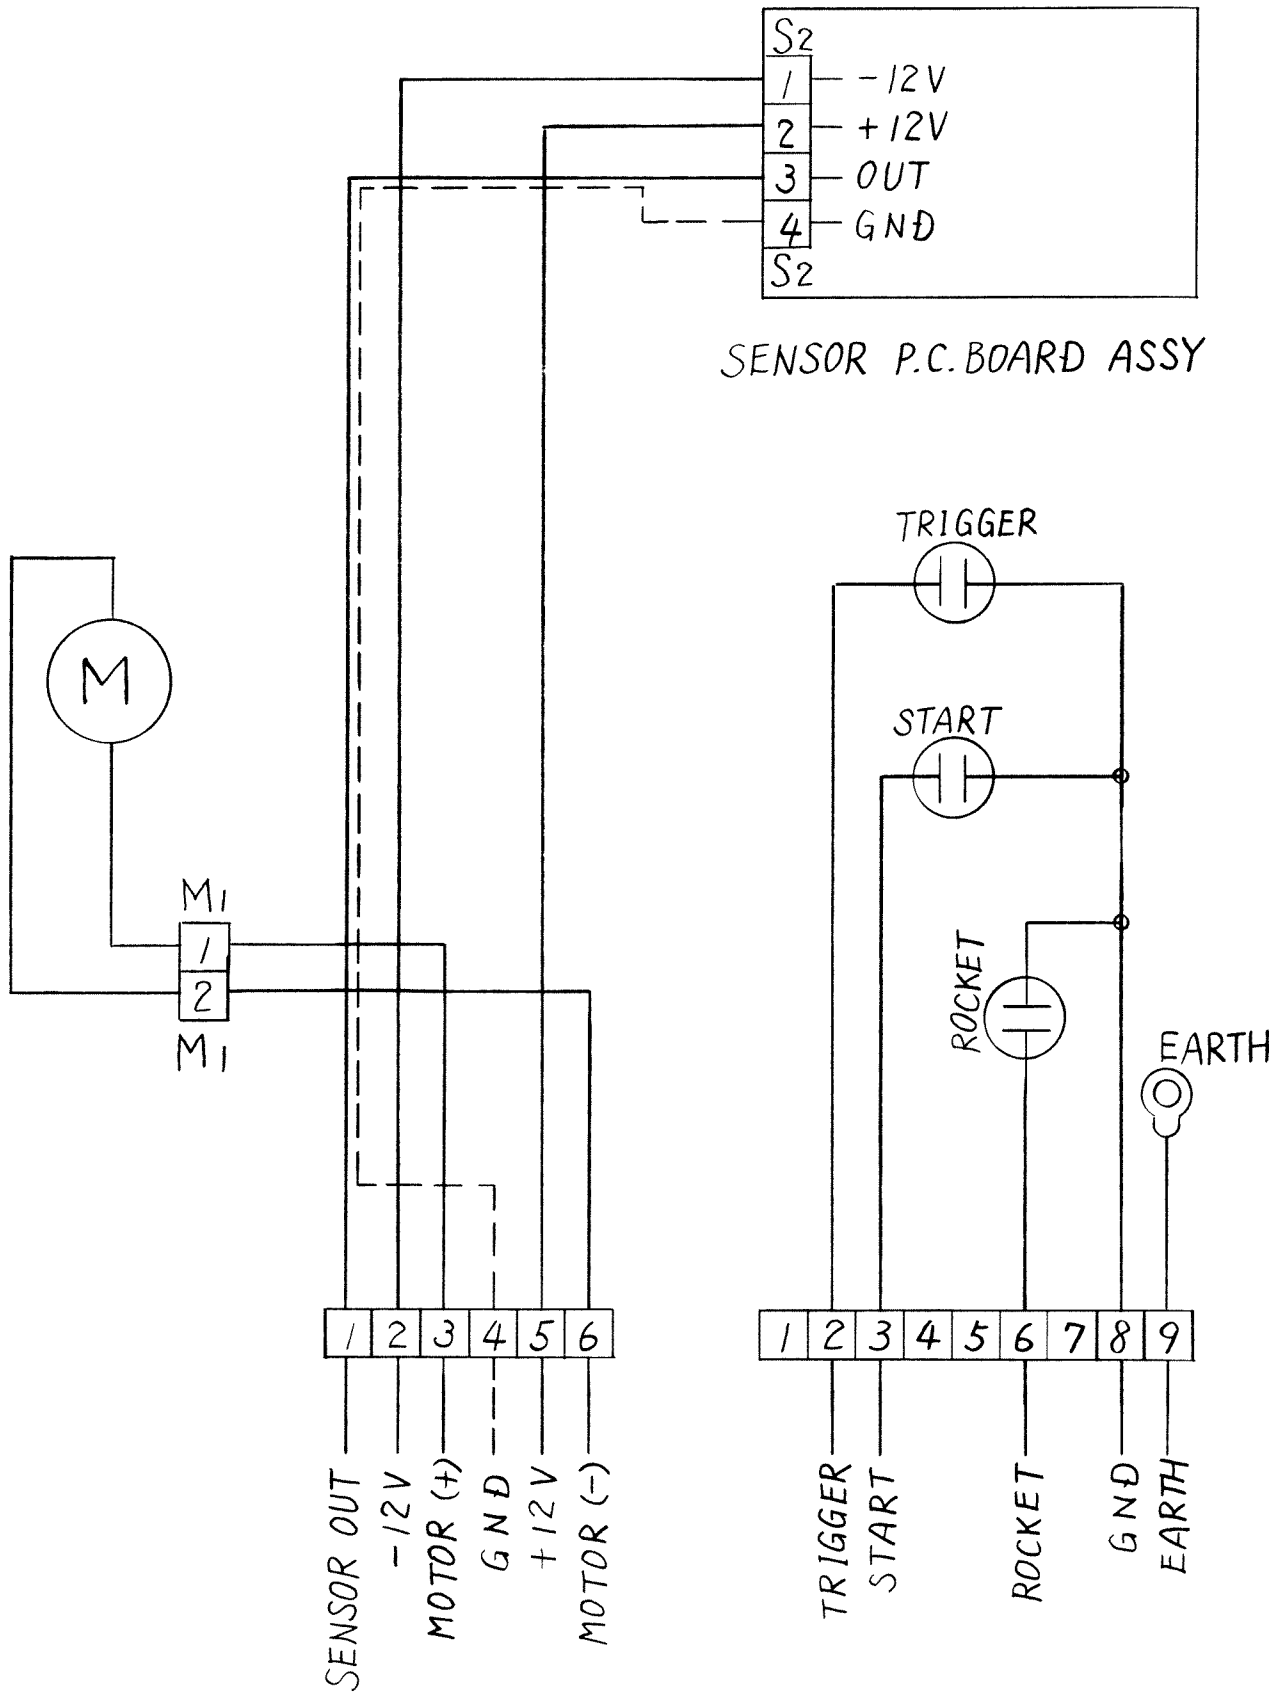 S2
1 -12V
2 +12V
3 OUT
4 GND
S2
SENSOR P.C. BOARD ASSY
TRIGGER
M
START
M1
1
2
M1
ROCKET
EARTH
1 2 3 4 5 6
SENSOR OUT
-12V
MOTOR (+)
GND
+12V
MOTOR (-)
1 2 3 4 5 6 7 8 9
TRIGGER
START
ROCKET
GND
EARTH